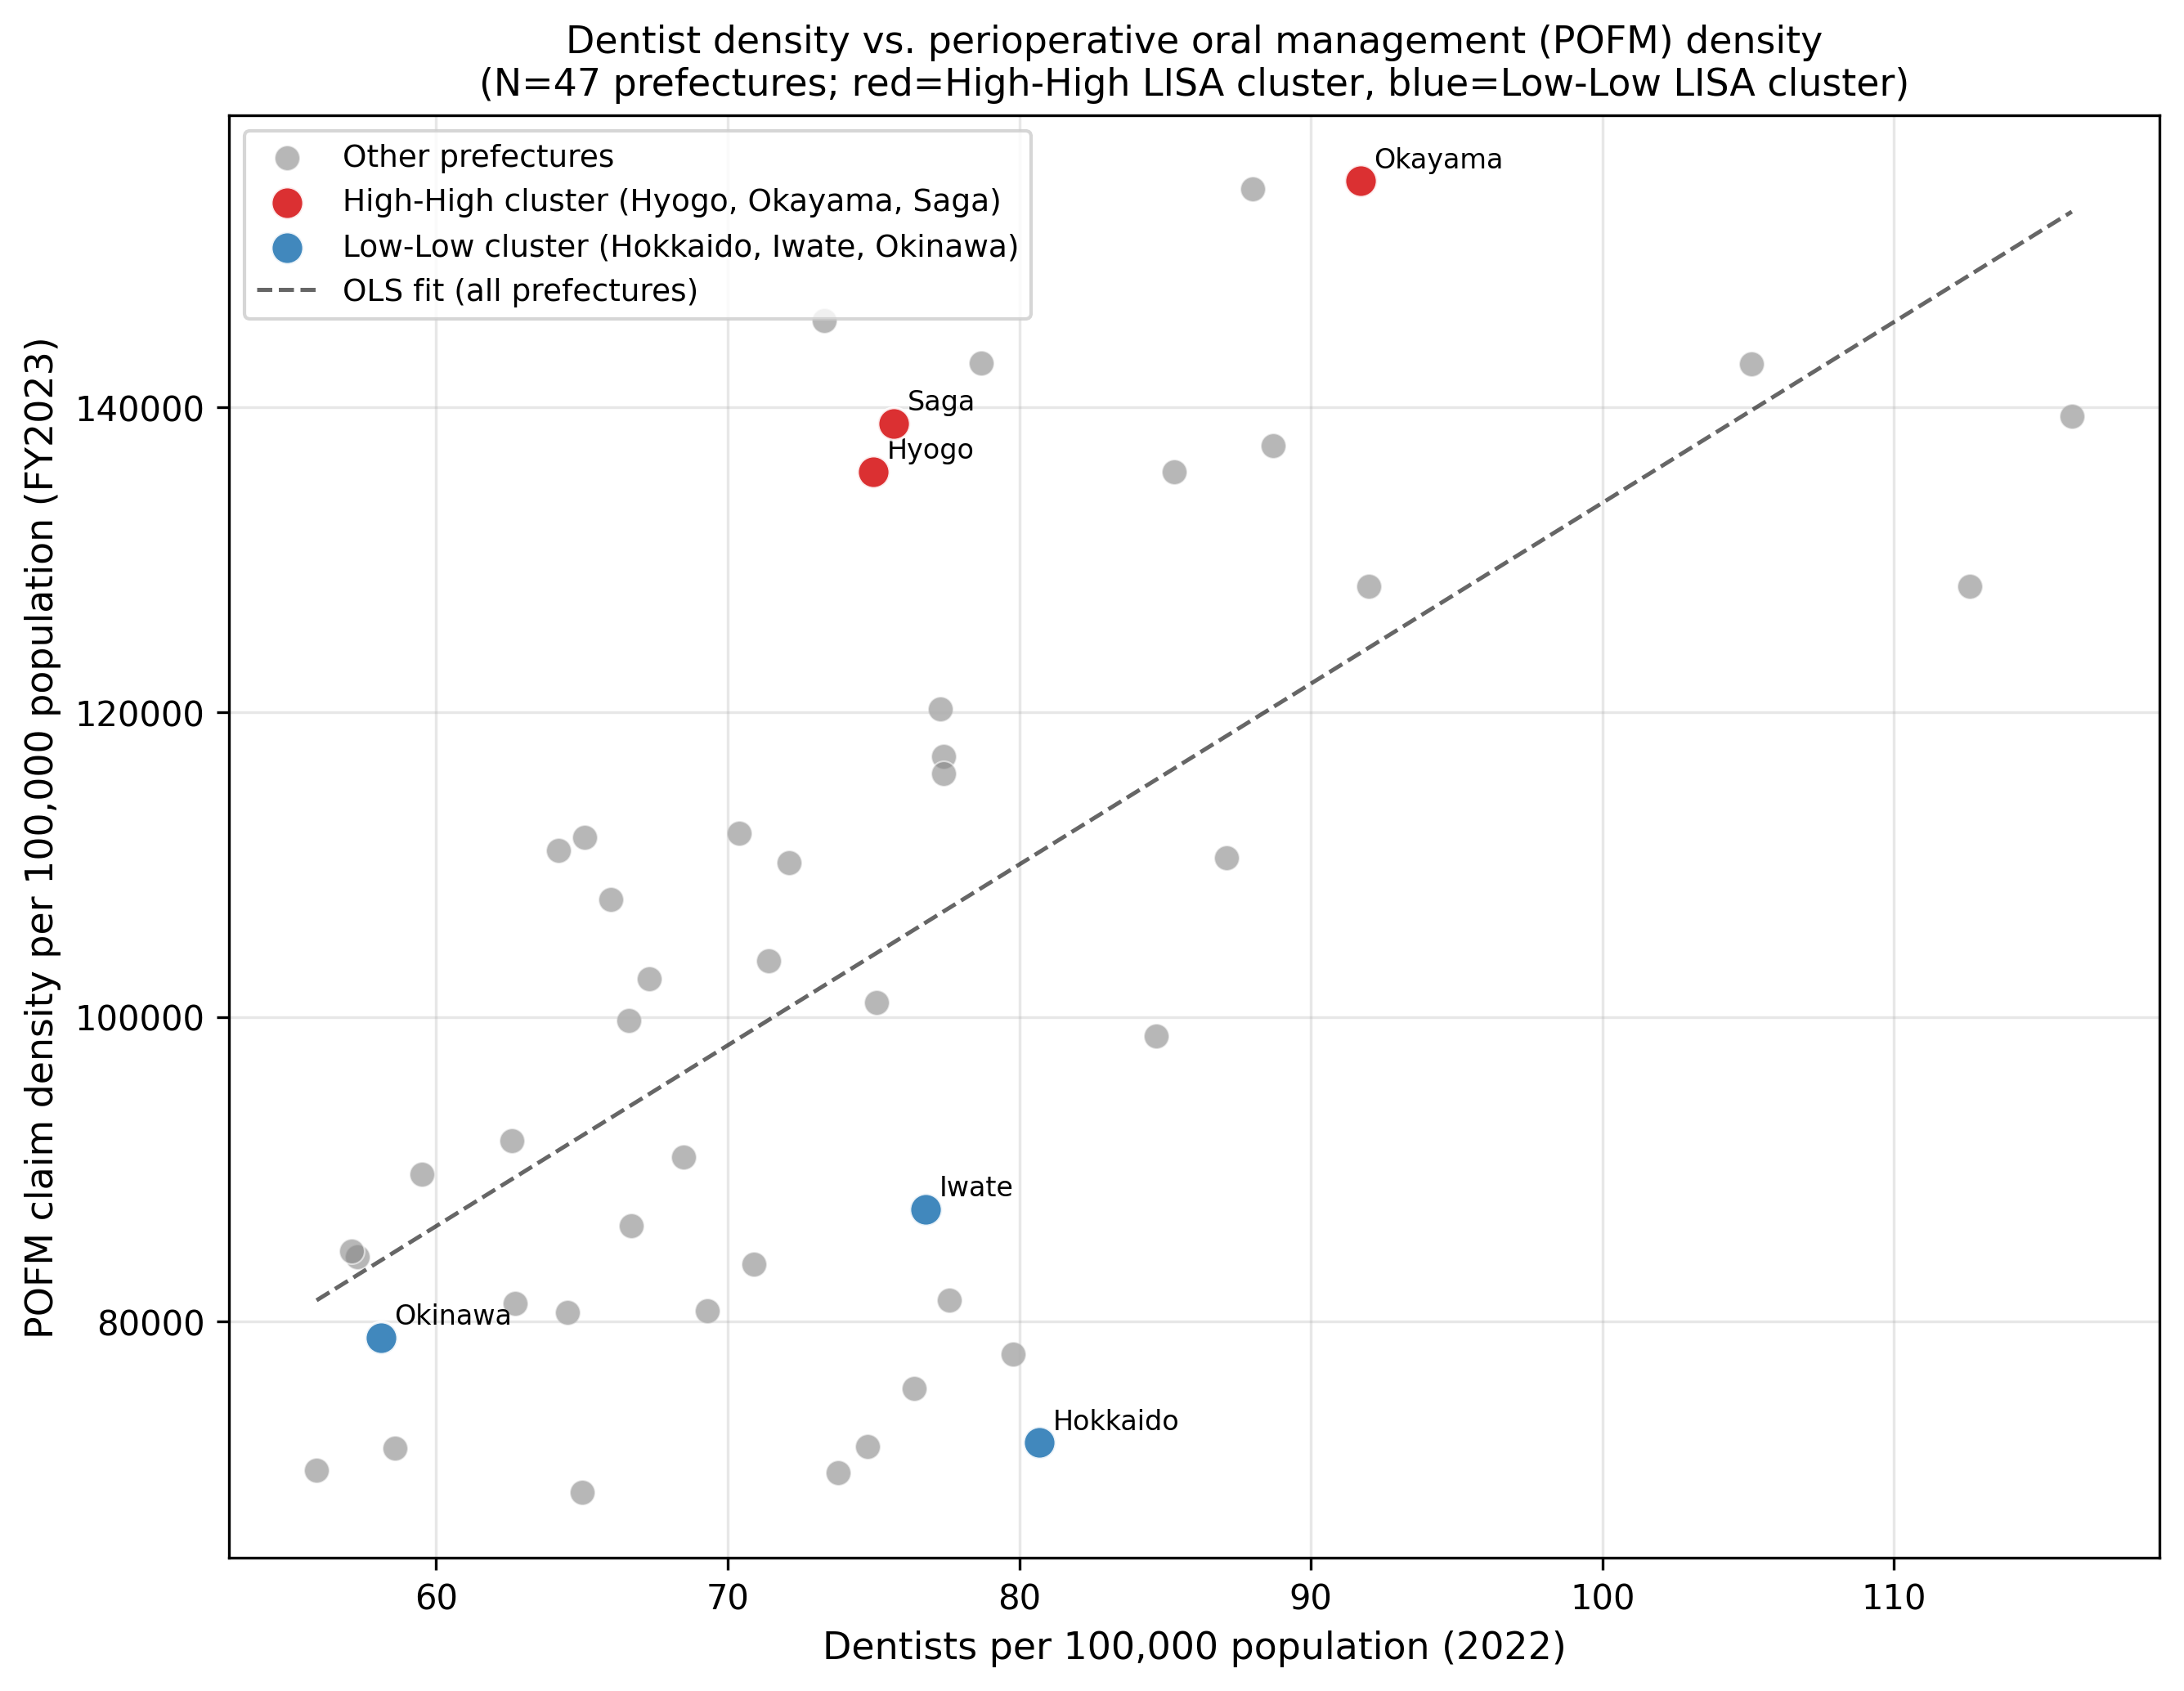 Dentist density vs. perioperative oral management (POFM) density
(N=47 prefectures; red=High-High LISA cluster, blue=Low-Low LISA cluster)
Other prefectures
High-High cluster (Hyogo, Okayama, Saga)
Low-Low cluster (Hokkaido, Iwate, Okinawa)
OLS fit (all prefectures)
Okayama
Saga
Hyogo
Iwate
Okinawa
Hokkaido
POFM claim density per 100,000 population (FY2023)
140000
120000
100000
80000
60
70
80
90
100
110
Dentists per 100,000 population (2022)